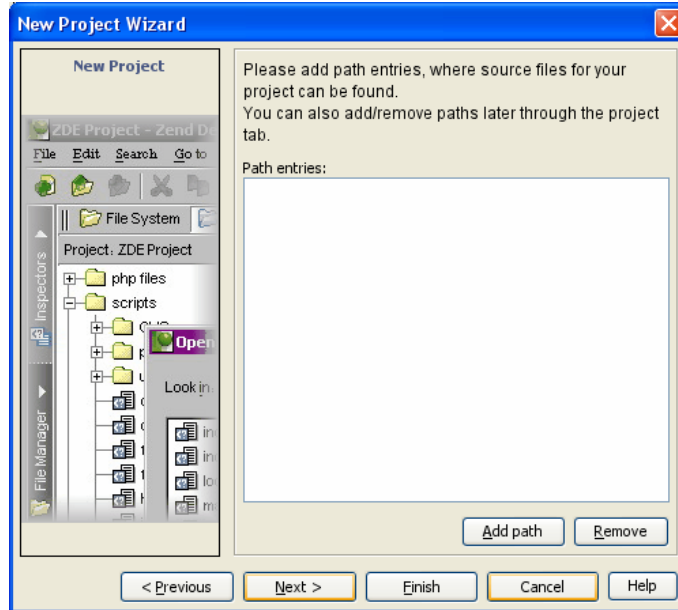 New Project Wizard
New Project
ZDE Project - Zend De
File Edit Search Go to
File System
Project: ZDE Project
Inspectors
File Manager
php files
scripts
Open
Look in:
Please add path entries, where source files for your
project can be found.
You can also add/remove paths later through the project
tab.
Path entries:
Add path Remove
< Previous Next > Finish Cancel Help